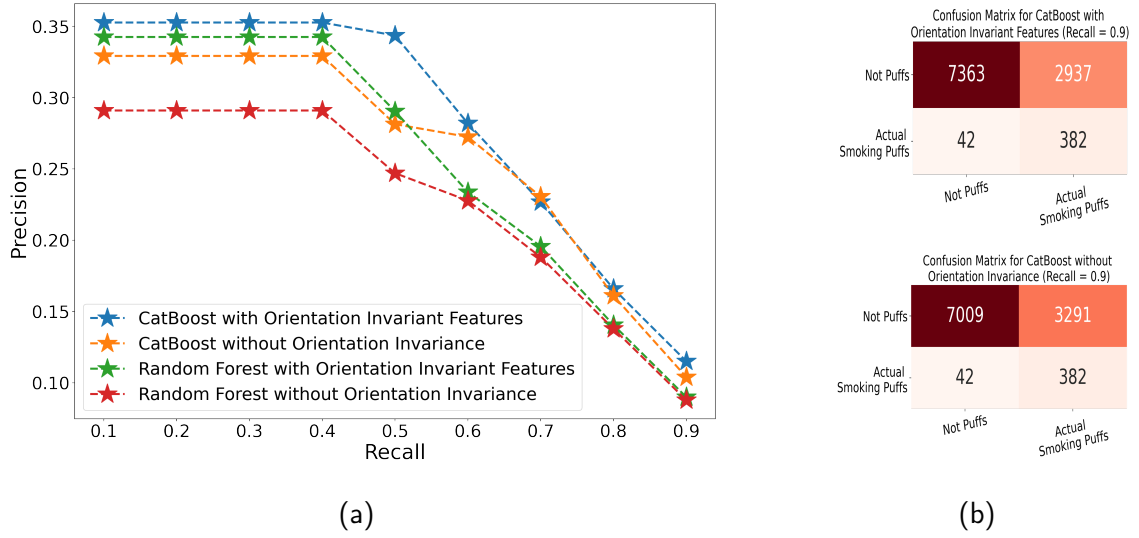 0.35
0.30
0.25
0.20
0.15
0.10
Precision
CatBoost with Orientation Invariant Features
CatBoost without Orientation Invariance
Random Forest with Orientation Invariant Features
Random Forest without Orientation Invariance
0.1 0.2 0.3 0.4 0.5 0.6 0.7 0.8 0.9
Recall
(a)
Confusion Matrix for CatBoost with
Orientation Invariant Features (Recall = 0.9)
Not Puffs 7363 2937
Actual
Smoking Puffs 42 382
Not Puffs Actual
Smoking Puffs
Confusion Matrix for CatBoost without
Orientation Invariance (Recall = 0.9)
Not Puffs 7009 3291
Actual
Smoking Puffs 42 382
Not Puffs Actual
Smoking Puffs
(b)